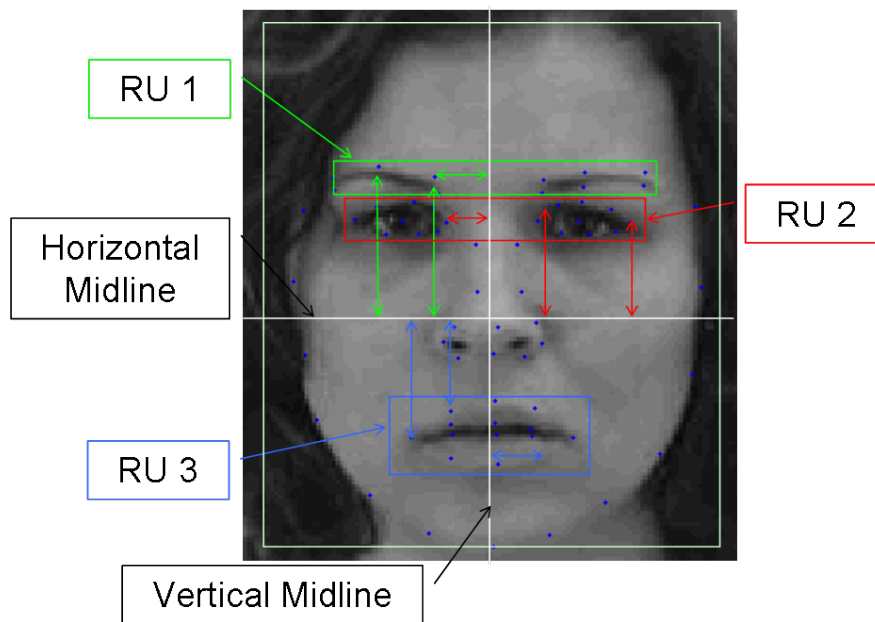 RU 1
RU 2
Horizontal
Midline
RU 3
Vertical Midline